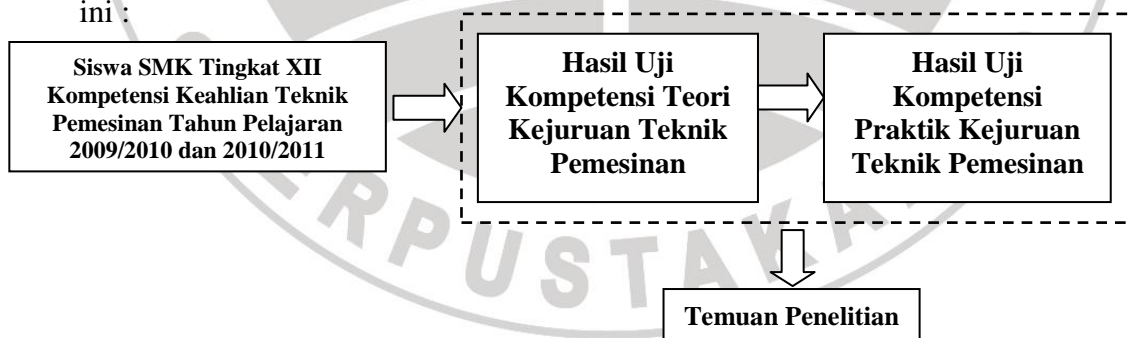 ini :
Siswa SMK Tingkat XII
Kompetensi Keahlian Teknik
Pemesinan Tahun Pelajaran
2009/2010 dan 2010/2011
Hasil Uji
Kompetensi Teori
Kejuruan Teknik
Pemesinan
Hasil Uji
Kompetensi
Praktik Kejuruan
Teknik Pemesinan
Temuan Penelitian